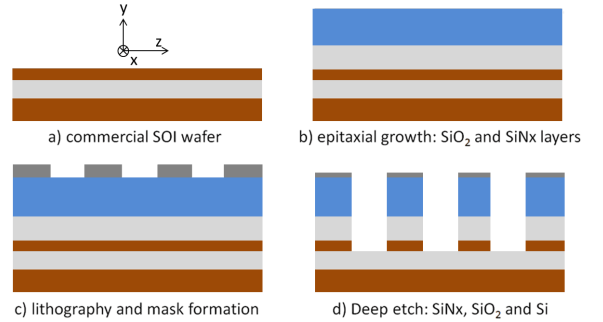 y
z
x
a) commercial SOI wafer
b) epitaxial growth: SiO₂ and SiNx layers
c) lithography and mask formation
d) Deep etch: SiNx, SiO₂ and Si